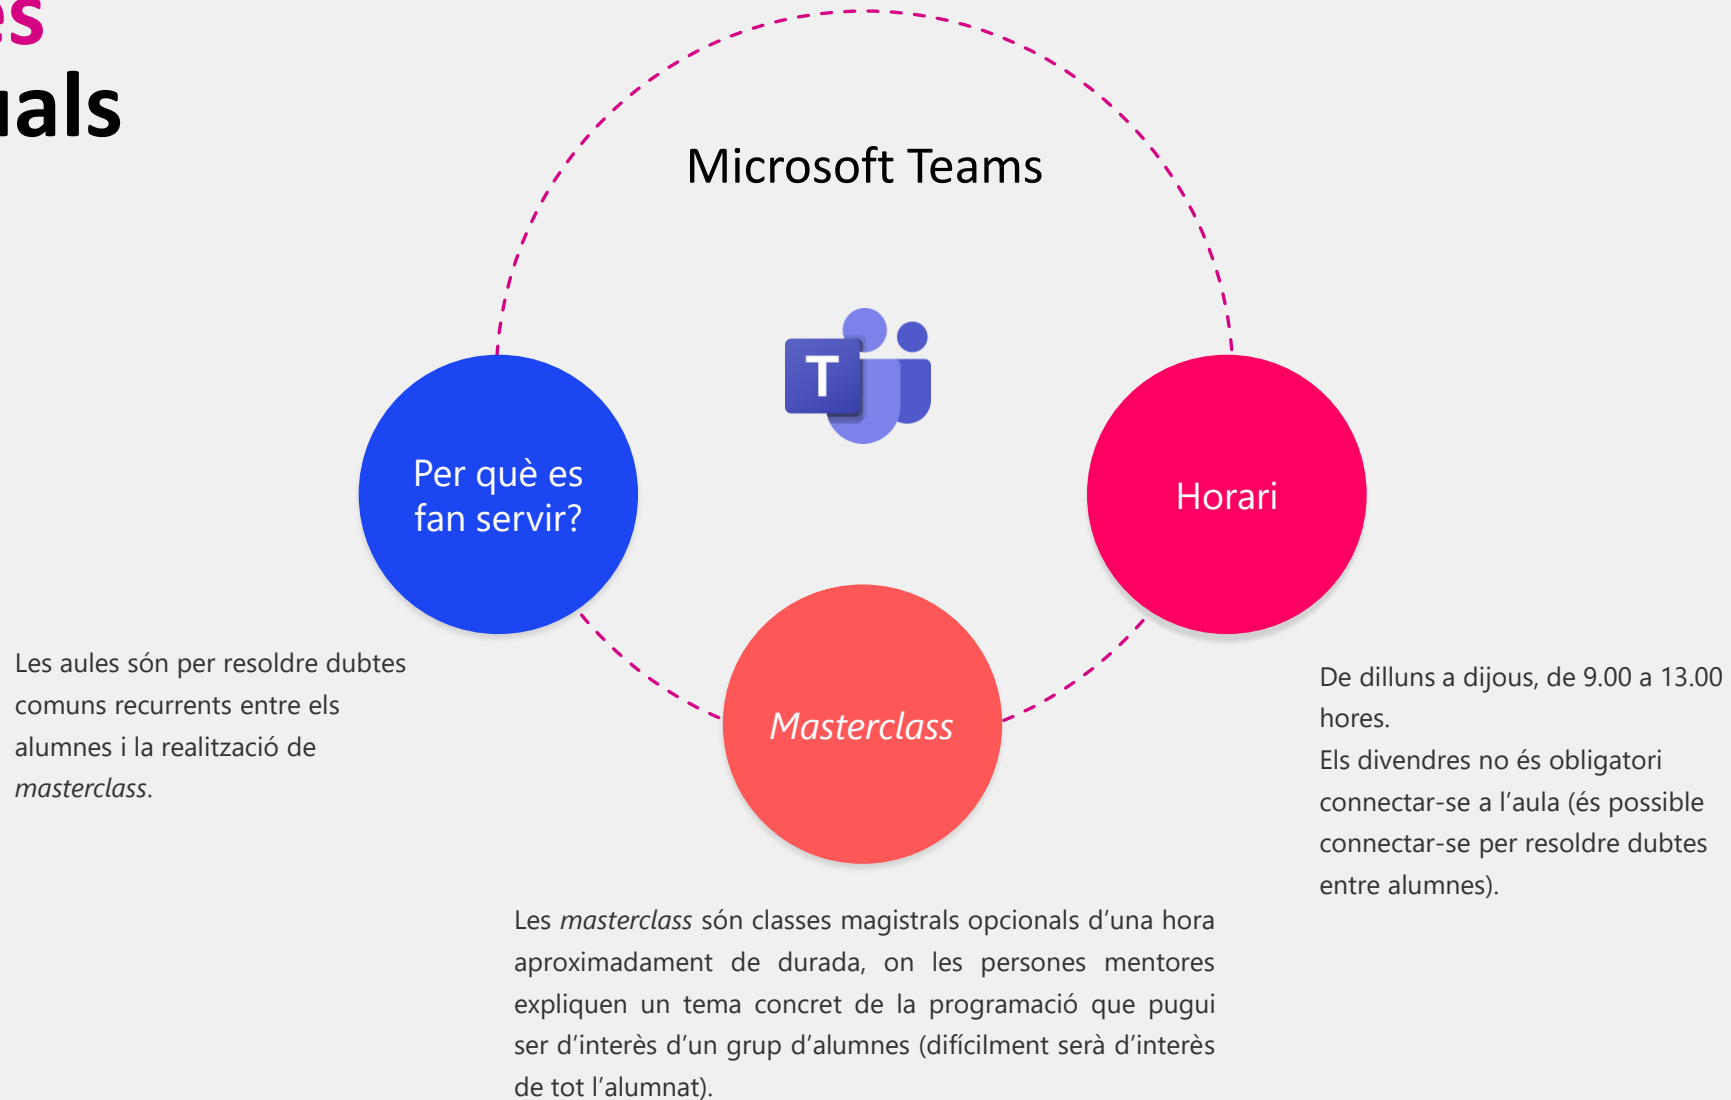 es
uals
Microsoft Teams
T
Per què es
fan servir?
Horari
Masterclass
Les aules són per resoldre dubtes
comuns recurrents entre els
alumnes i la realització de
masterclass.
De dilluns a dijous, de 9.00 a 13.00
hores.
Els divendres no és obligatori
connectar-se a l’aula (és possible
connectar-se per resoldre dubtes
entre alumnes).
Les masterclass són classes magistrals opcionals d’una hora
aproximadament de durada, on les persones mentores
expliquen un tema concret de la programació que pugui
ser d’interès d’un grup d’alumnes (difícilment serà d’interès
de tot l’alumnat).